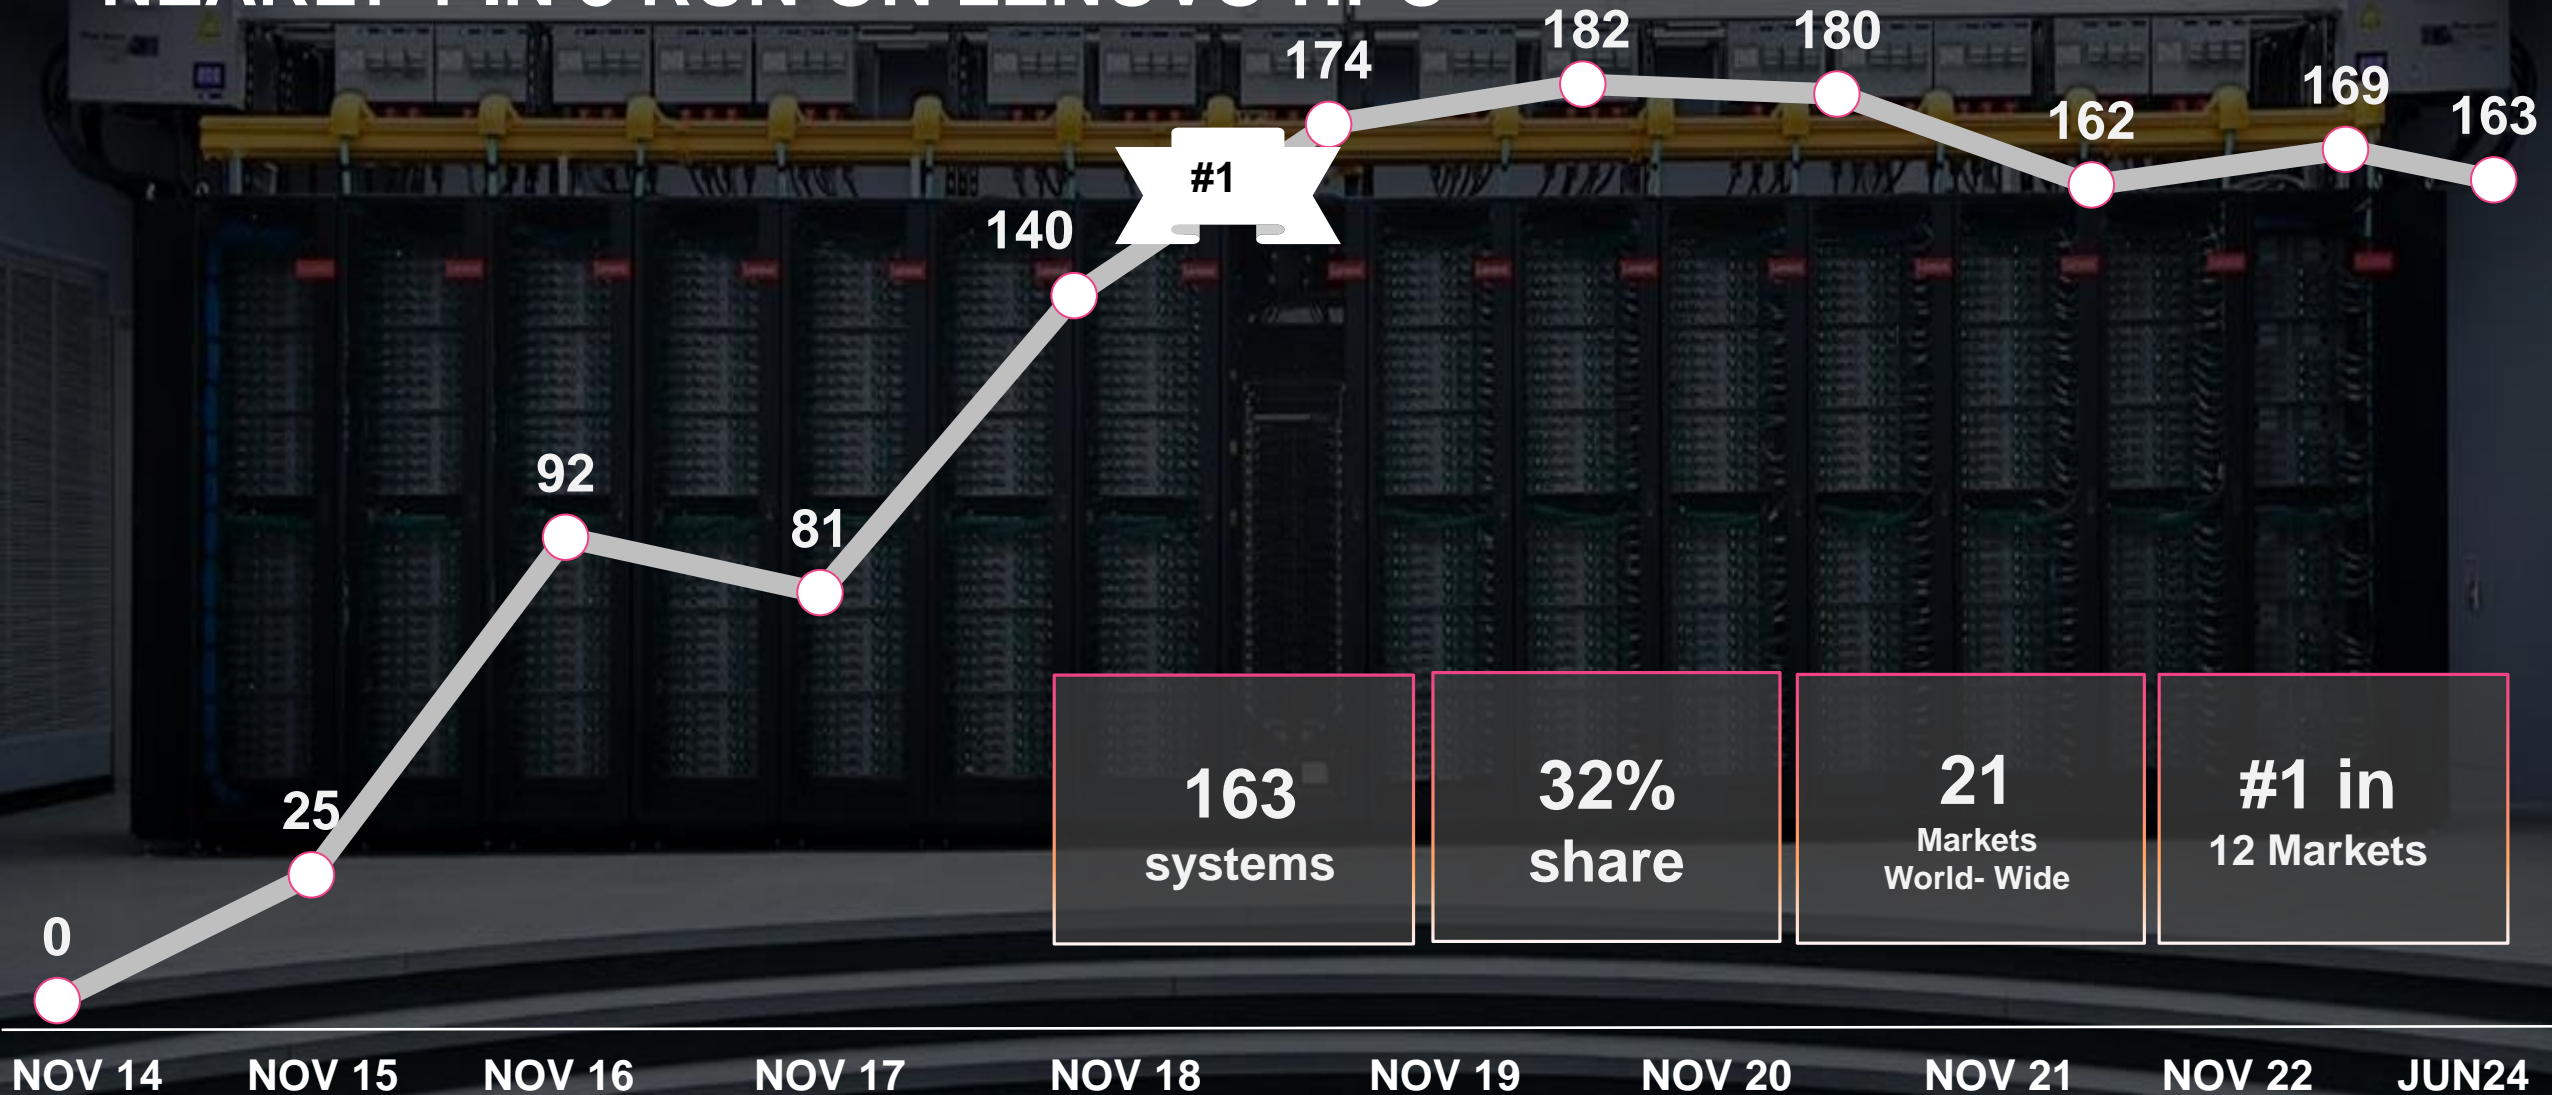 182
180
174
169
163
162
#1
140
92
81
25
0
163
systems
32%
share
21
Markets
World- Wide
#1 in
12 Markets
NOV 14 NOV 15 NOV 16 NOV 17 NOV 18 NOV 19 NOV 20 NOV 21 NOV 22 JUN24